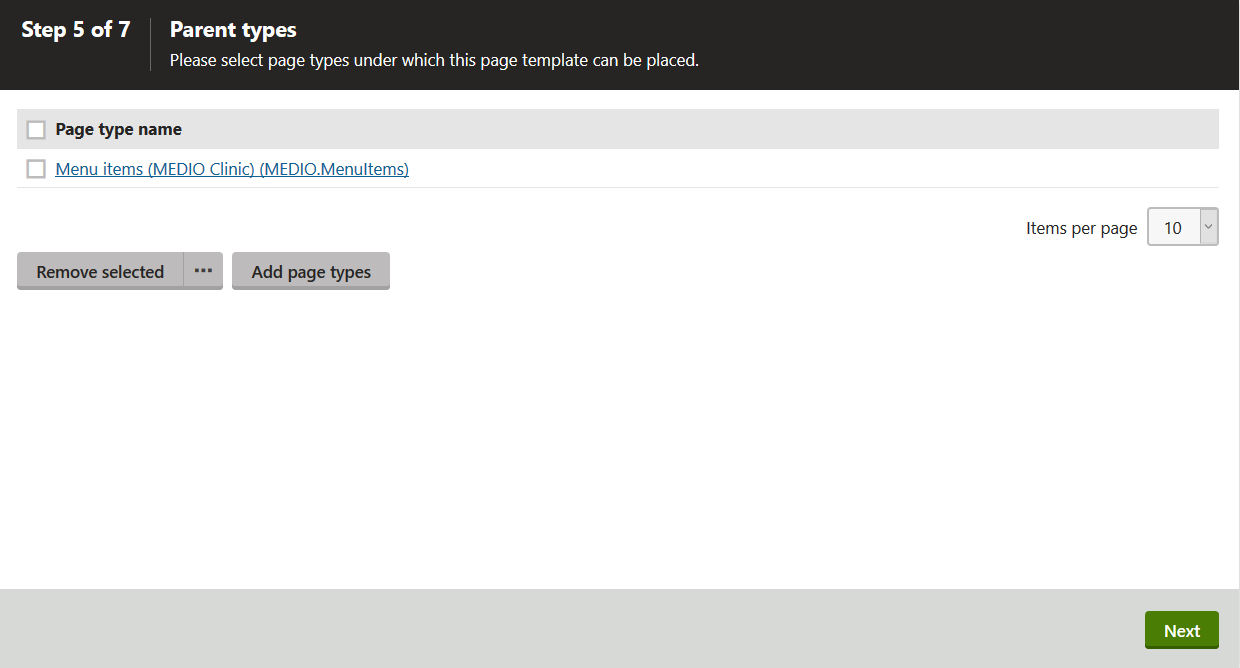 Step 5 of 7
Parent types
Please select page types under which this page template can be placed.
Page type name
Menu items (MEDIO Clinic) (MEDIO.MenuItems)
Items per page
10
Remove selected
...
Add page types
Next